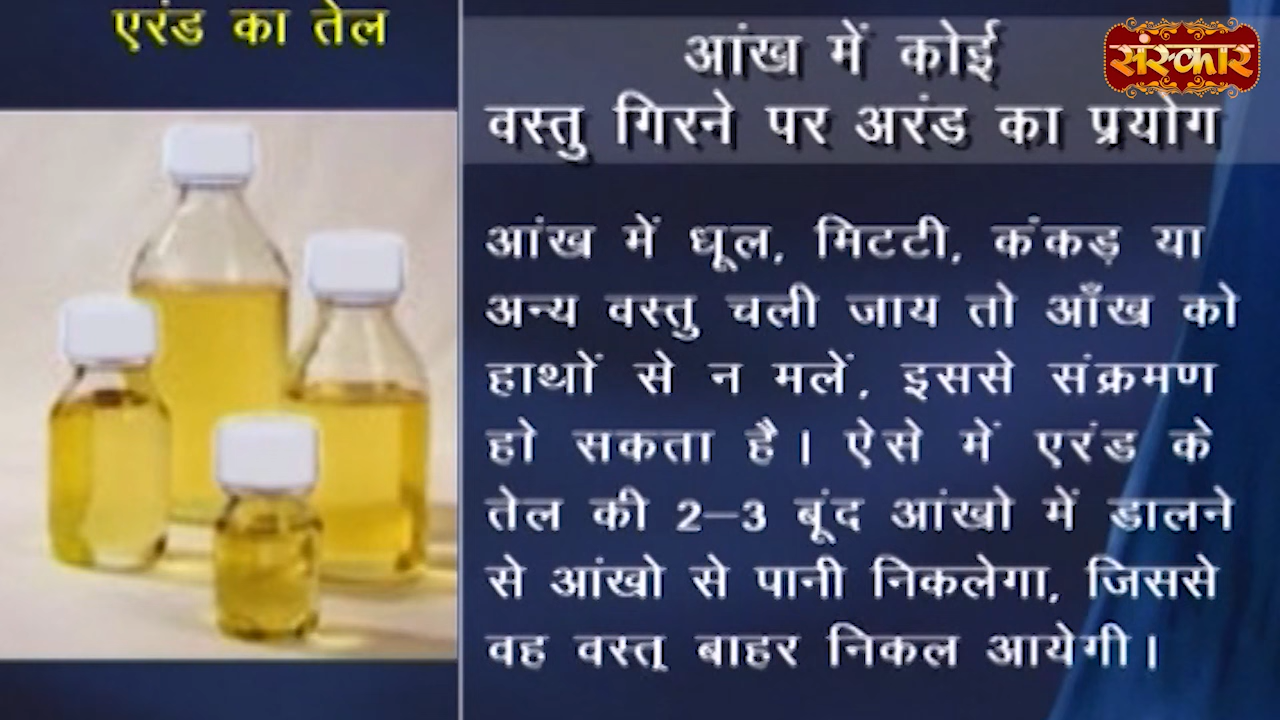 एरंड का तेल
संस्कार
आंख में कोई
वस्तु गिरने पर अरंड का प्रयोग
आंख में धूल, मिटटी, कंकड़ या
अन्य वस्तु चली जाय तो आँख को
हाथों से न मलें, इससे संक्रमण
हो सकता है। ऐसे में एरंड के
तेल की 2–3 बूंद आंखो में डालने
से आंखो से पानी निकलेगा, जिससे
वह वस्तु बाहर निकल आयेगी।